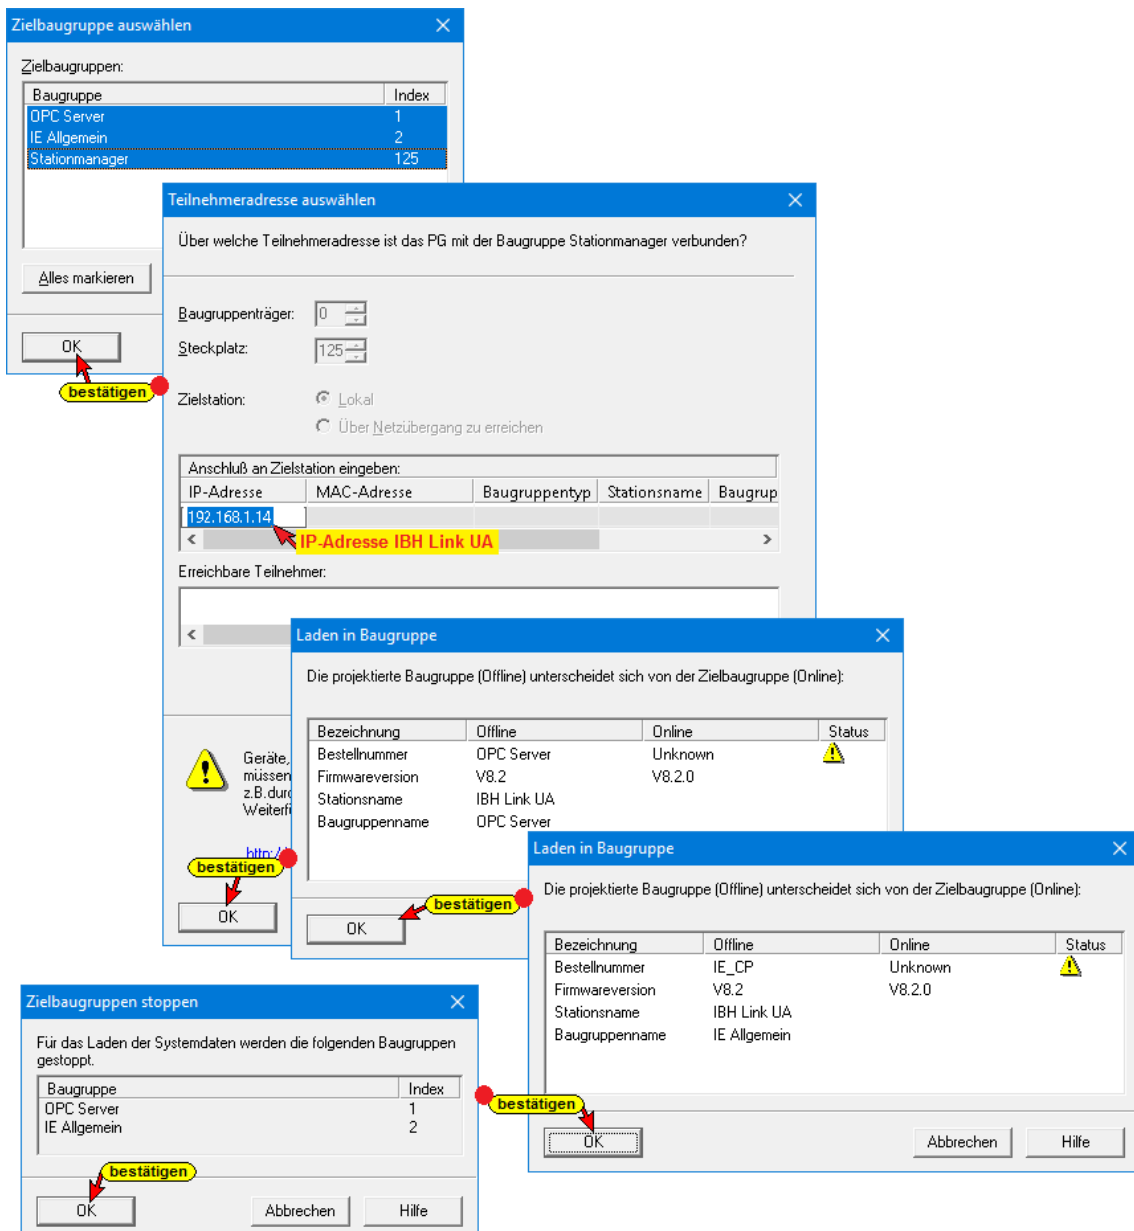 Zielbaugruppe auswählen
Zielbaugruppen:
Baugruppe Index
OPC Server 1
IE Allgemein 2
Stationmanager 125
Alles markieren
OK
bestätigen
Teilnehmeradresse auswählen
Über welche Teilnehmeradresse ist das PG mit der Baugruppe Stationmanager verbunden?
Baugruppenträger: 0
Steckplatz: 125
Zielstation: Lokal
Über Netzübergang zu erreichen
Anschluß an Zielstation eingeben:
IP-Adresse MAC-Adresse Baugruppentyp Stationsname Baugrup
192.168.1.14
IP-Adresse IBH Link UA
Erreichbare Teilnehmer:
Geräte,
müssen
z.B.durc
Weiterfü
http:/
bestätigen
OK
Laden in Baugruppe
Die projektierte Baugruppe (Offline) unterscheidet sich von der Zielbaugruppe (Online):
Bezeichnung Offline Online Status
Bestellnummer OPC Server Unknown
Firmwareversion V8.2 V8.2.0
Stationsname IBH Link UA
Baugruppenname OPC Server
bestätigen
OK
Laden in Baugruppe
Die projektierte Baugruppe (Offline) unterscheidet sich von der Zielbaugruppe (Online):
Bezeichnung Offline Online Status
Bestellnummer IE_CP Unknown
Firmwareversion V8.2 V8.2.0
Stationsname IBH Link UA
Baugruppenname IE Allgemein
bestätigen
OK Abbrechen Hilfe
Zielbaugruppen stoppen
Für das Laden der Systemdaten werden die folgenden Baugruppen
gestoppt.
Baugruppe Index
OPC Server 1
IE Allgemein 2
bestätigen
OK Abbrechen Hilfe